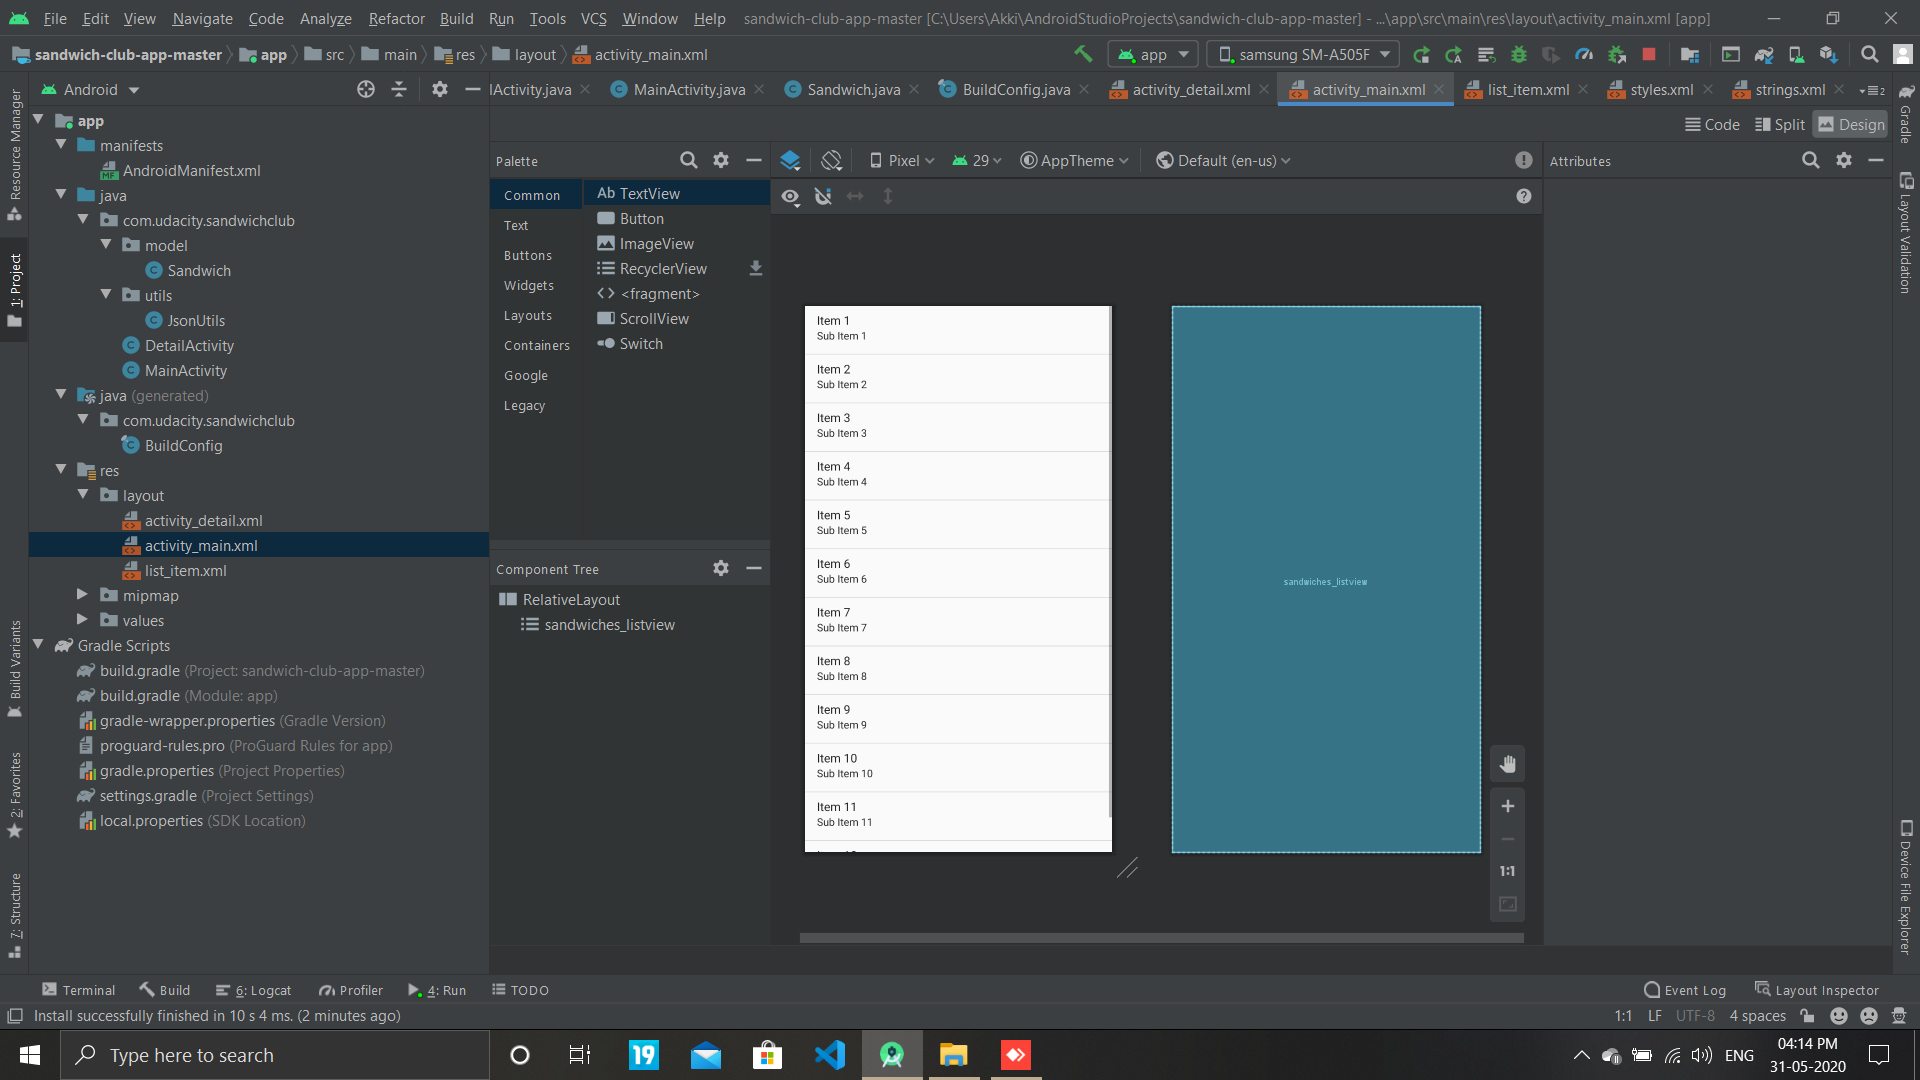 File Edit View Navigate Code Analyze Refactor Build Run Tools VCS Window Help sandwich-club-app-master [C:\Users\Akki\AndroidStudioProjects\sandwich-club-app-master] - ...\app\src\main\res\layout\activity_main.xml [app]
sandwich-club-app-master app src main res layout activity_main.xml app samsung SM-A505F
Android
lActivity.java MainActivity.java Sandwich.java BuildConfig.java activity_detail.xml activity_main.xml list_item.xml styles.xml strings.xml 2
Code Split Design
Resource Manager
1: Project
Build Variants
2: Favorites
7: Structure
app
manifests
AndroidManifest.xml
java
com.udacity.sandwichclub
model
Sandwich
utils
JsonUtils
DetailActivity
MainActivity
java (generated)
com.udacity.sandwichclub
BuildConfig
res
layout
activity_detail.xml
activity_main.xml
list_item.xml
mipmap
values
Gradle Scripts
build.gradle (Project: sandwich-club-app-master)
build.gradle (Module: app)
gradle-wrapper.properties (Gradle Version)
proguard-rules.pro (ProGuard Rules for app)
gradle.properties (Project Properties)
settings.gradle (Project Settings)
local.properties (SDK Location)
Palette
Common
Text
Buttons
Widgets
Layouts
Containers
Google
Legacy
Ab TextView
Button
ImageView
RecyclerView
<fragment>
ScrollView
Switch
Component Tree
RelativeLayout
sandwiches_listview
Pixel 29 AppTheme Default (en-us)
Item 1
Sub Item 1
Item 2
Sub Item 2
Item 3
Sub Item 3
Item 4
Sub Item 4
Item 5
Sub Item 5
Item 6
Sub Item 6
Item 7
Sub Item 7
Item 8
Sub Item 8
Item 9
Sub Item 9
Item 10
Sub Item 10
Item 11
Sub Item 11
sandwiches_listview
1:1
Attributes
Gradle
Layout Validation
Device File Explorer
Terminal Build 6: Logcat Profiler 4: Run TODO Event Log Layout Inspector
Install successfully finished in 10 s 4 ms. (2 minutes ago) 1:1 LF UTF-8 4 spaces
Type here to search 19 ENG 04:14 PM
31-05-2020